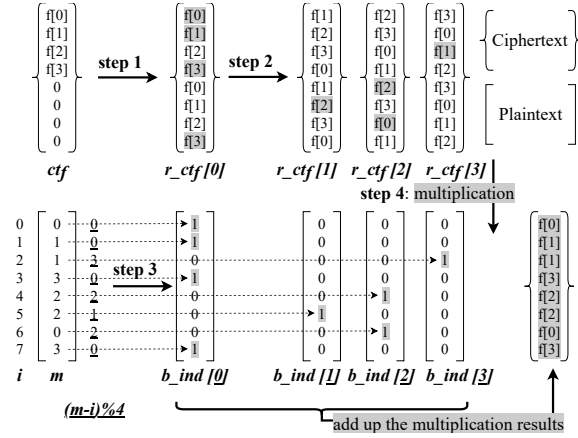 f[0] f[0] f[1] f[2] f[3]
f[1] f[1] f[2] f[3] f[0]
Ciphertext
f[2] step 1 f[2] step 2 f[3] f[0] f[1]
f[3] f[3] f[0] f[1] f[2]
0 f[0] f[1] f[2] f[3]
0 f[1] f[2] f[3] f[0]
Plaintext
0 f[2] f[3] f[0] f[1]
0 f[3] f[0] f[1] f[2]
ctf r_ctf [0] r_ctf [1] r_ctf [2] r_ctf [3]
step 4: multiplication
0 0 0 1 0 0 0 f[0]
1 1 0 1 0 0 0 f[1]
2 1 3 0 0 0 1 f[1]
step 3
3 3 0 1 0 0 0 f[3]
4 2 2 0 0 1 0 f[2]
5 2 1 0 1 0 0 f[2]
6 0 2 0 0 1 0 f[0]
7 3 0 1 0 0 0 f[3]
i m b_ind [0] b_ind [1] b_ind [2] b_ind [3]
(m-i)%4
add up the multiplication results